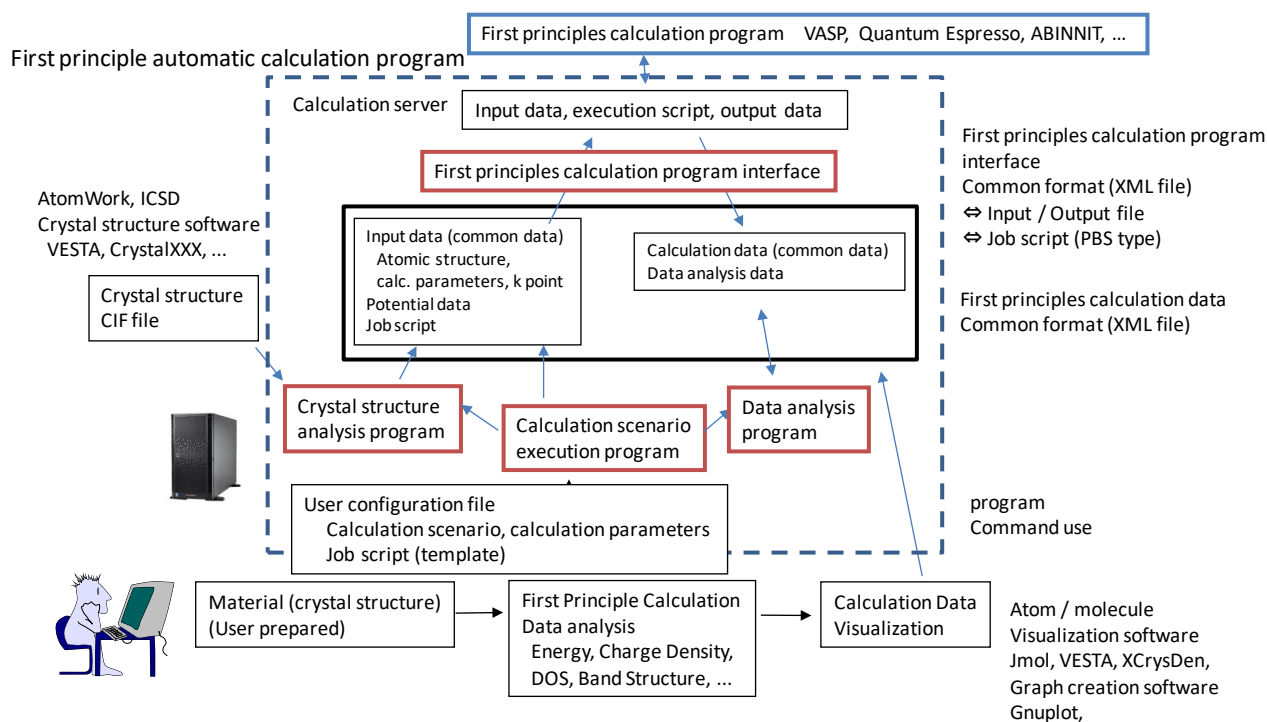 First principles calculation program   VASP, Quantum Espresso, ABINNIT, ...
First principle automatic calculation program
Calculation server
Input data, execution script, output data
First principles calculation program interface
First principles calculation program
interface
Common format (XML file)
⇔ Input / Output file
⇔ Job script (PBS type)
AtomWork, ICSD
Crystal structure software
VESTA, CrystalXXX, ...
Input data (common data)
Atomic structure,
calc. parameters, k point
Potential data
Job script
Calculation data (common data)
Data analysis data
Crystal structure
CIF file
First principles calculation data
Common format (XML file)
Crystal structure
analysis program
Calculation scenario
execution program
Data analysis
program
User configuration file
Calculation scenario, calculation parameters
Job script (template)
program
Command use
Material (crystal structure)
(User prepared)
First Principle Calculation
Data analysis
Energy, Charge Density,
DOS, Band Structure, ...
Calculation Data
Visualization
Atom / molecule
Visualization software
Jmol, VESTA, XCrysDen,
Graph creation software
Gnuplot,